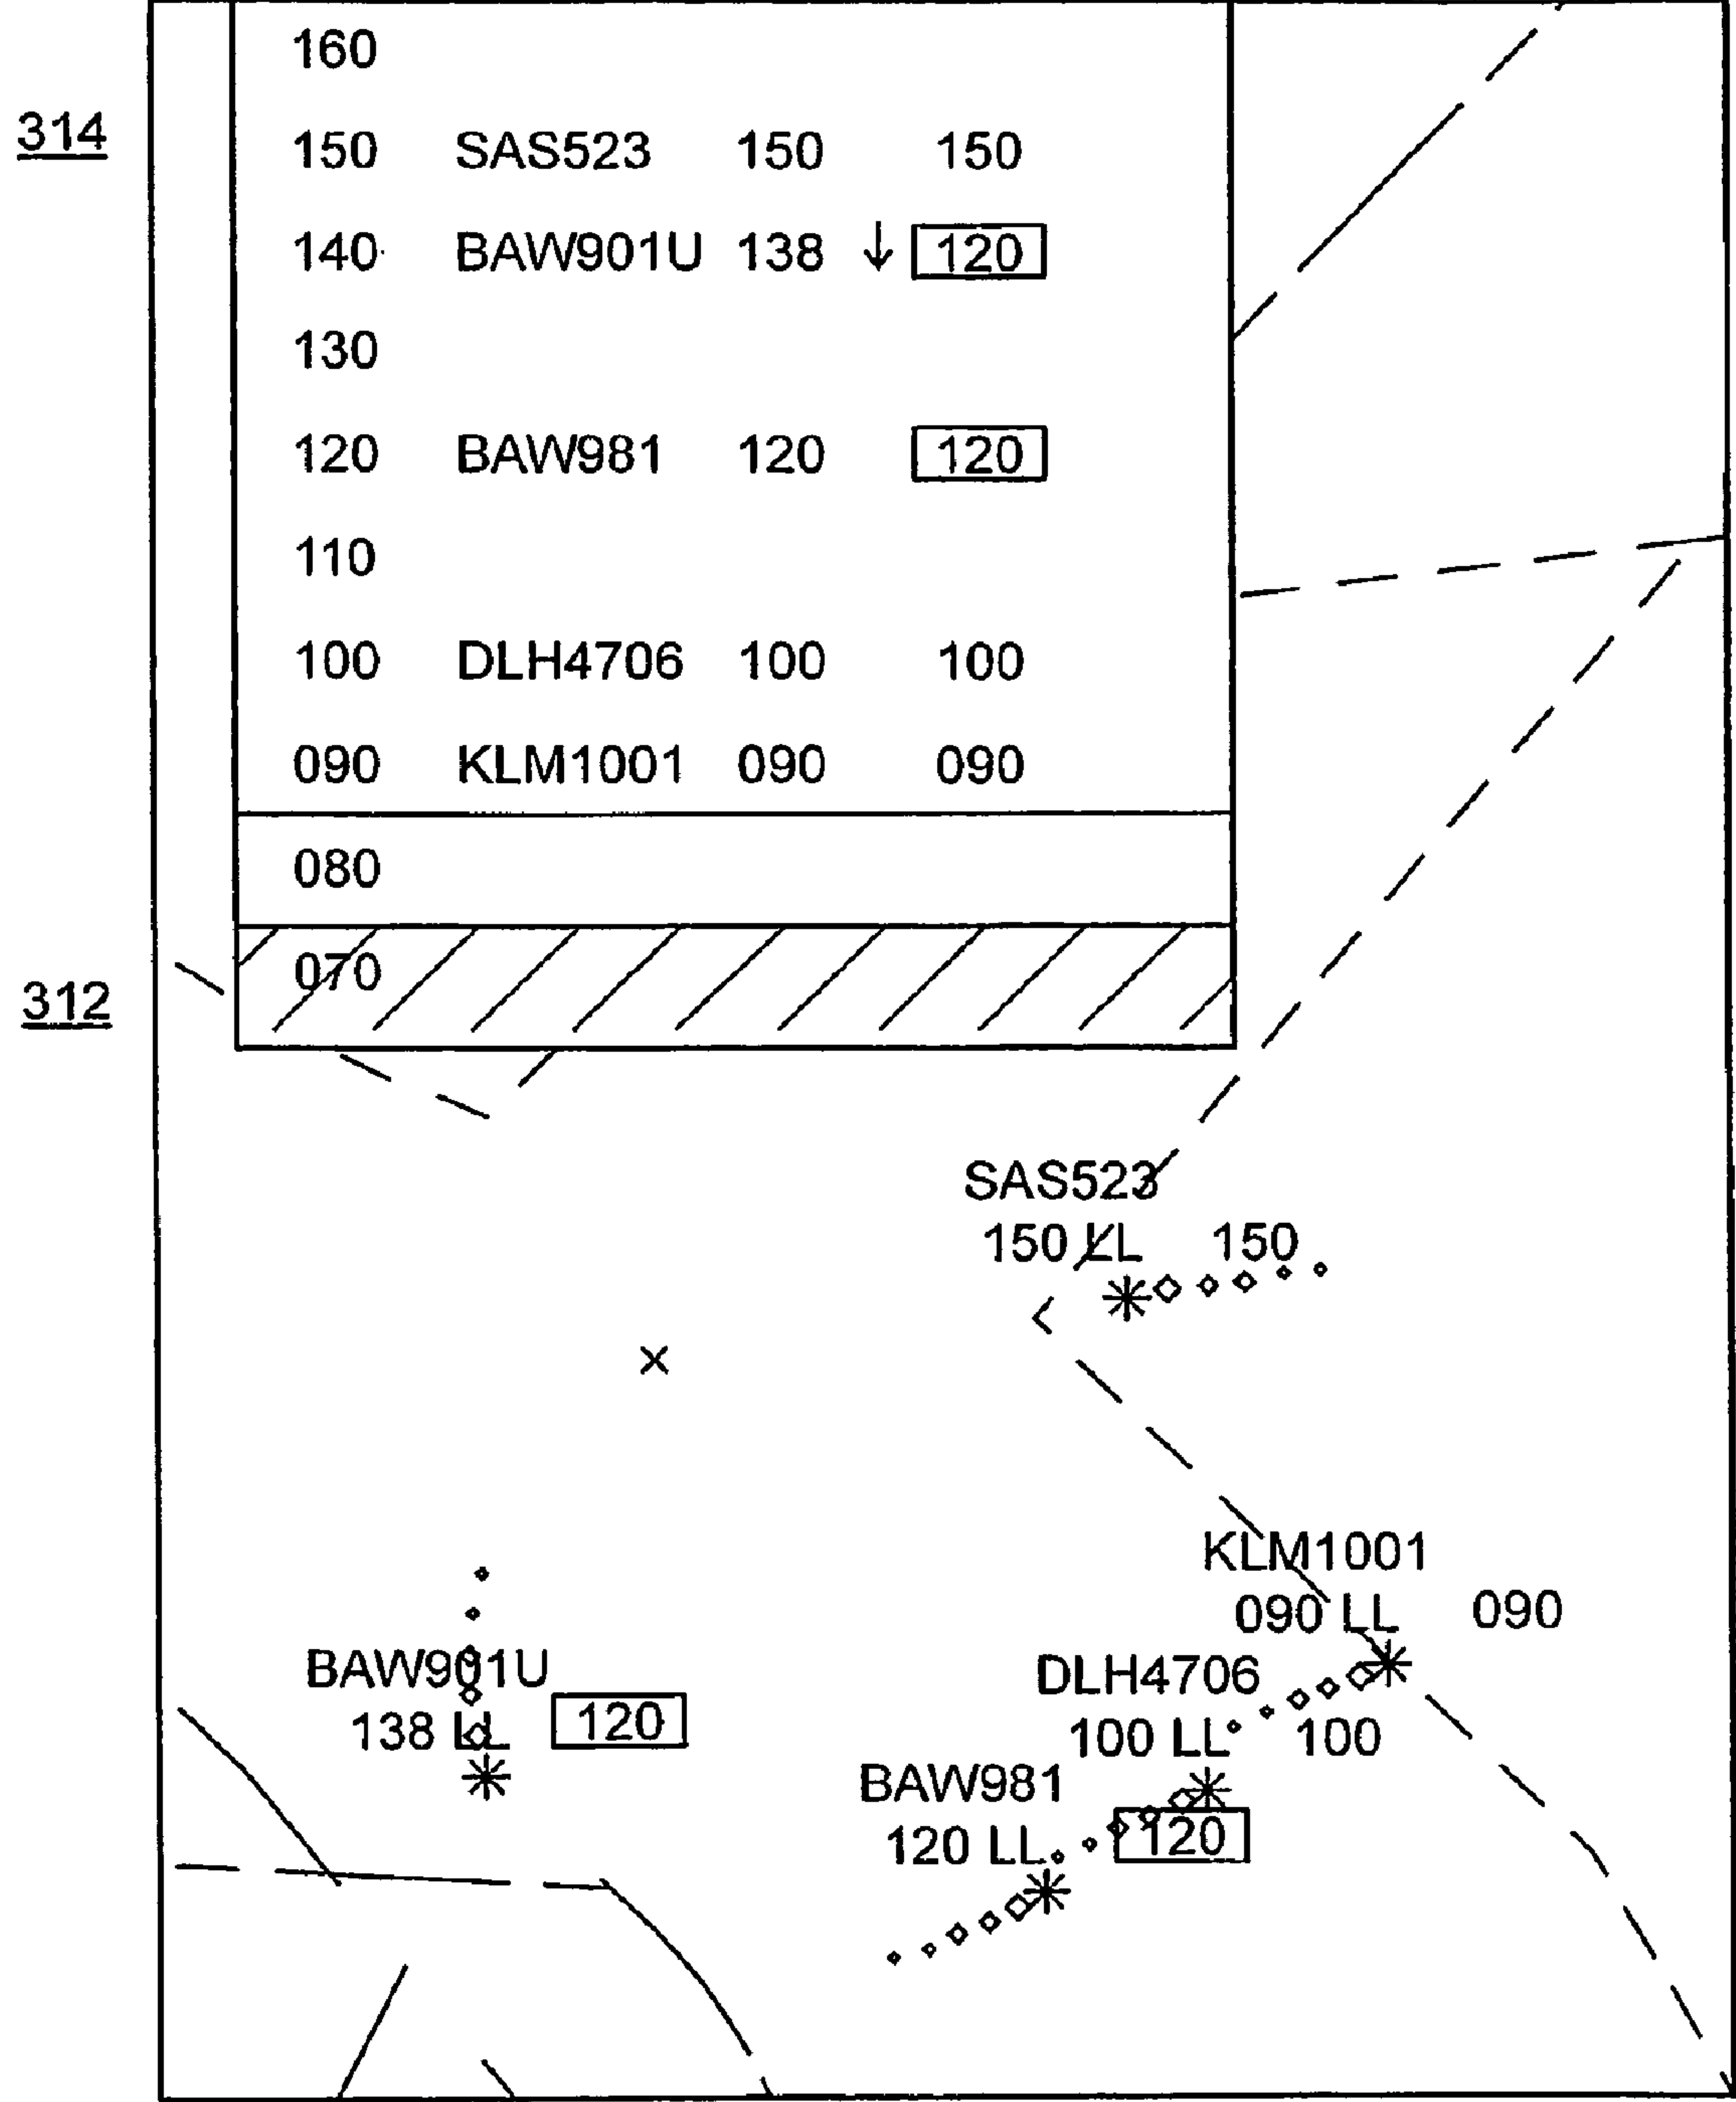 160
314
150 SAS523 150 150
140 BAW901U 138 ↓ 120
130
120 BAW981 120 120
110
100 DLH4706 100 100
090 KLM1001 090 090
080
070
312
SAS523
150 LL 150
KLM1001
090 LL 090
BAW901U
138 LL 120
DLH4706
100 LL 100
BAW981
120 LL 120